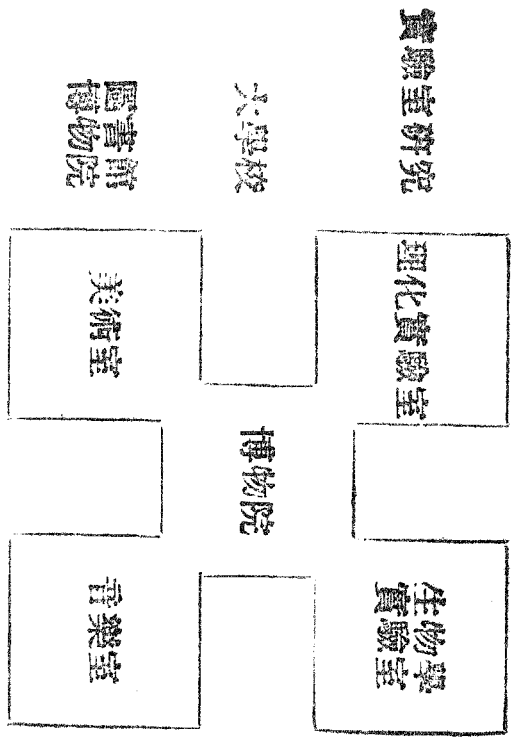 實驗室研究
理化實驗室
生物學
實驗室
大學校
博物院
圖書館
博物院
美術室
音樂室